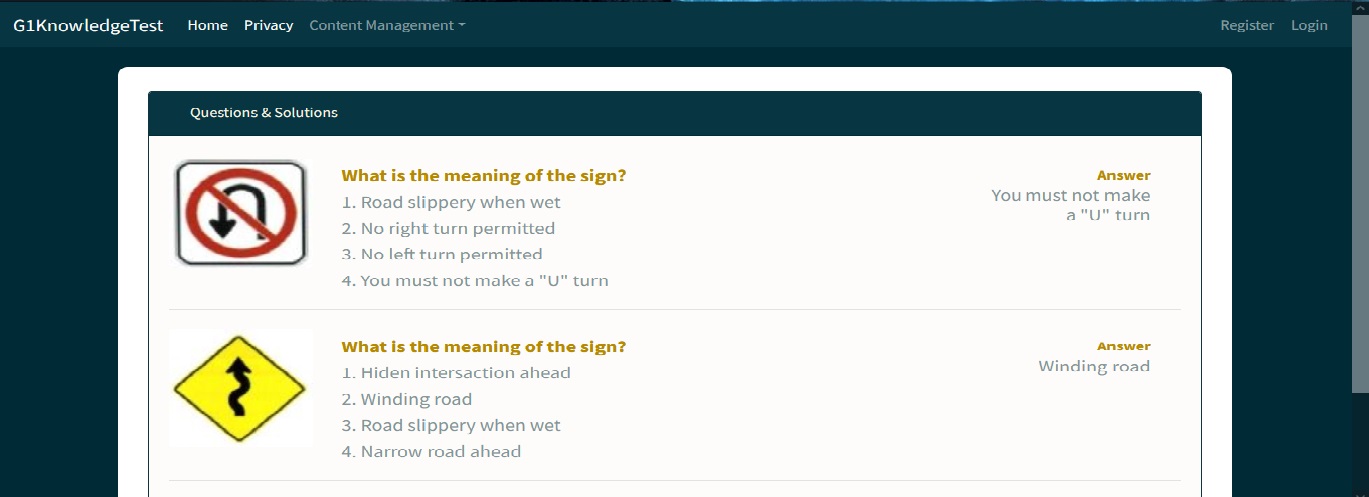 G1KnowledgeTest Home Privacy Content Management Register Login
Questions & Solutions
What is the meaning of the sign?
1. Road slippery when wet
2. No right turn permitted
3. No left turn permitted
4. You must not make a "U" turn
Answer
You must not make
a "U" turn
What is the meaning of the sign?
1. Hiden intersaction ahead
2. Winding road
3. Road slippery when wet
4. Narrow road ahead
Answer
Winding road